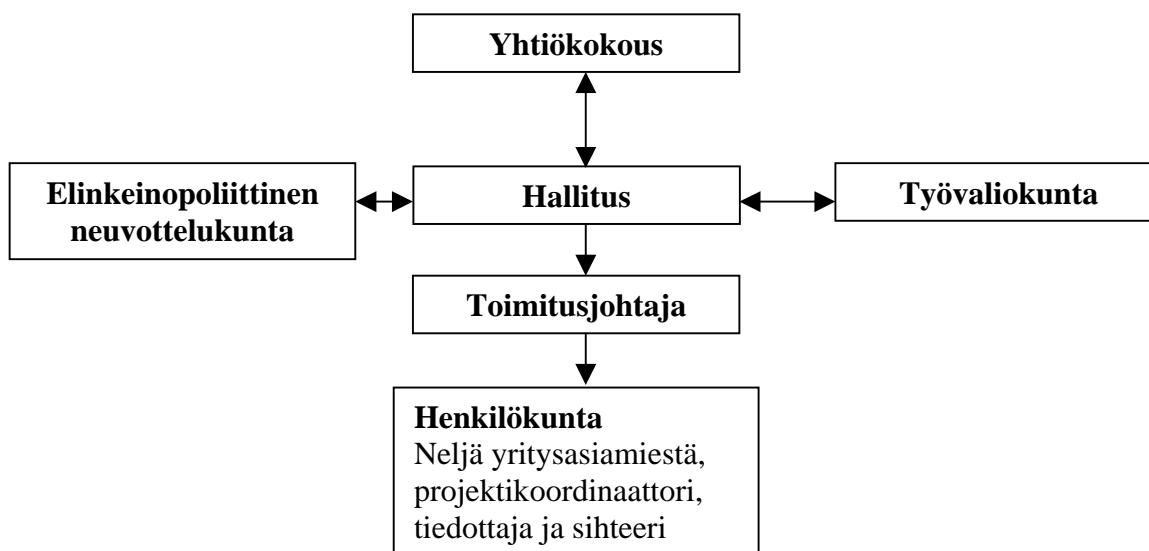 Yhtiökokous
Elinkeinopoliittinen
neuvottelukunta
Hallitus
Työvaliokunta
Toimitusjohtaja
Henkilökunta
Neljä yritysasiamiestä,
projektikoordinaattori,
tiedottaja ja sihteeri